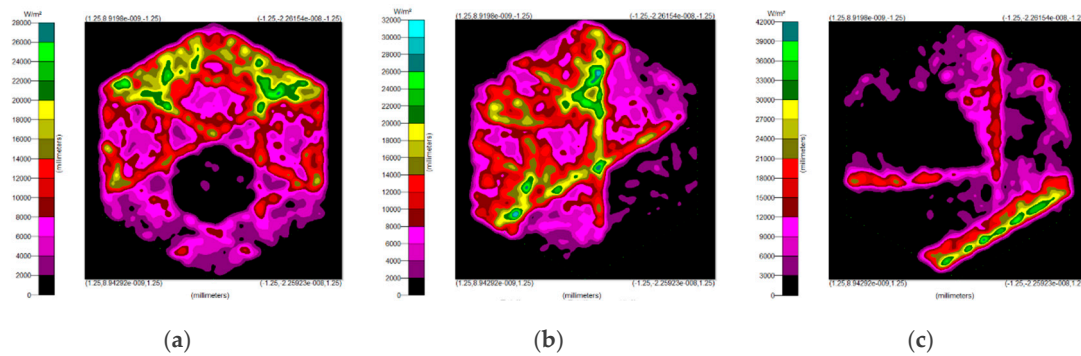 W/m²
(1.25,8.9198e-009,-1.25)
(-1.25,-2.26154e-008,-1.25)
28000
26000
24000
22000
20000
18000
16000
14000
12000
10000
8000
6000
4000
2000
0
(millimeters)
(1.25,8.94292e-009,1.25)
(-1.25,-2.25923e-008,1.25)
(millimeters)
(a)
W/m²
(1.25,8.9198e-009,-1.25)
(-1.25,-2.26154e-008,-1.25)
32000
30000
28000
26000
24000
22000
20000
18000
16000
14000
12000
10000
8000
6000
4000
2000
0
(millimeters)
(1.25,8.94292e-009,1.25)
(-1.25,-2.25923e-008,1.25)
(millimeters)
(b)
W/m²
(1.25,8.9198e-009,-1.25)
(-1.25,-2.26154e-008,-1.25)
42000
39000
36000
33000
30000
27000
24000
21000
18000
15000
12000
9000
6000
3000
0
(millimeters)
(1.25,8.94292e-009,1.25)
(-1.25,-2.25923e-008,1.25)
(millimeters)
(c)